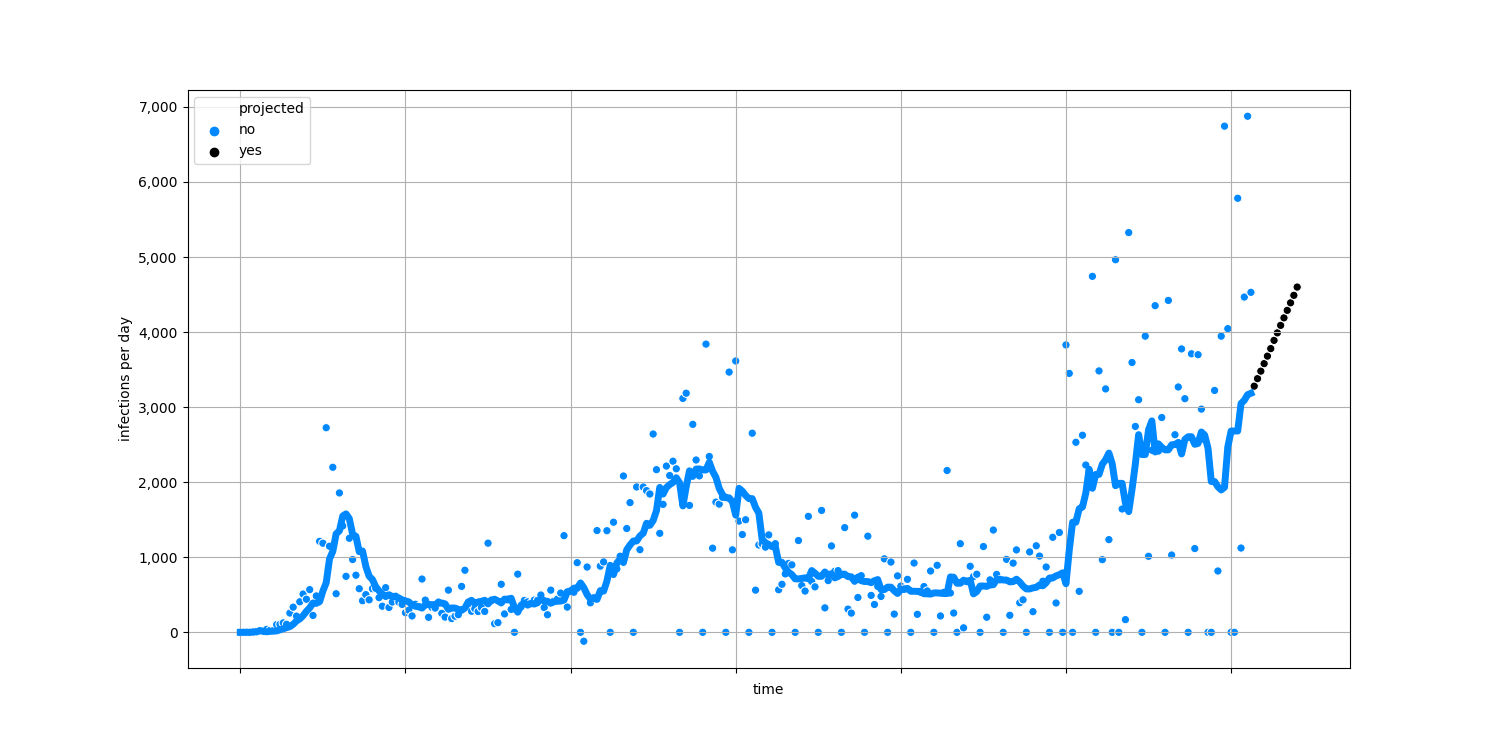 projected
no
yes
7,000
6,000
5,000
4,000
3,000
2,000
1,000
0
infections per day
time